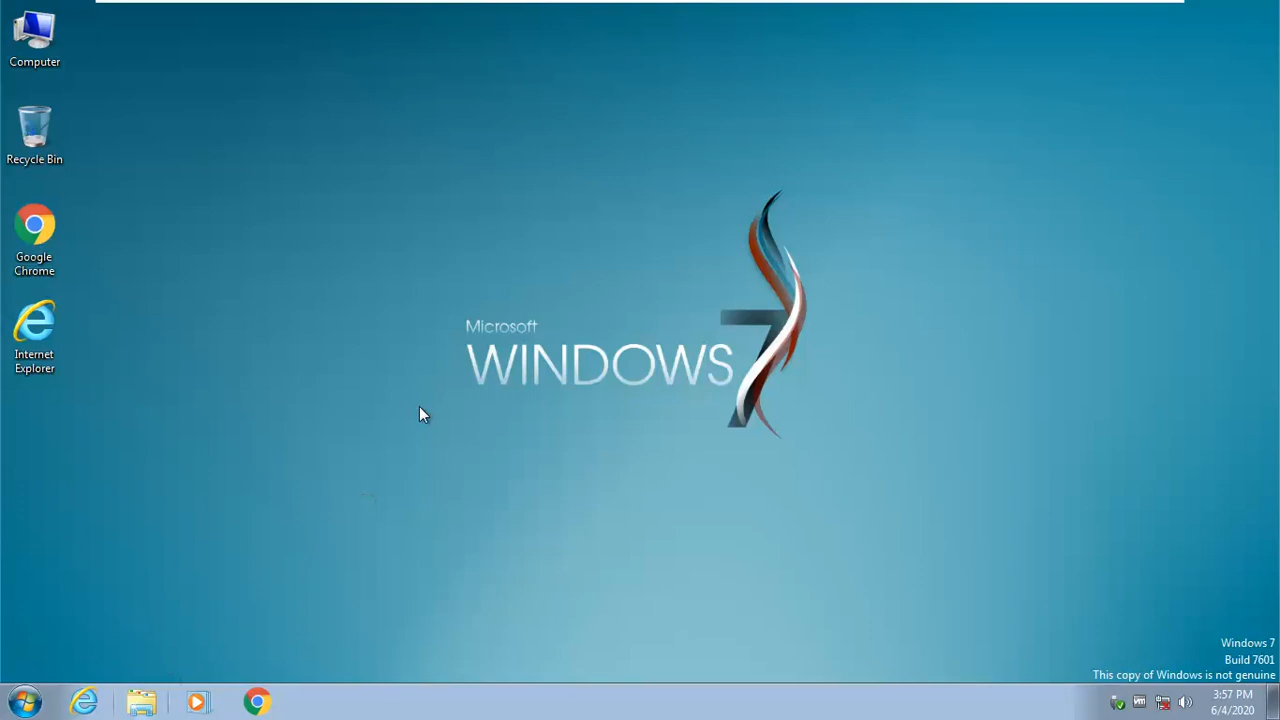 Computer
Recycle Bin
Google
Chrome
Internet
Explorer
Microsoft
WINDOWS 7
Windows 7
Build 7601
This copy of Windows is not genuine
3:57 PM
6/4/2020